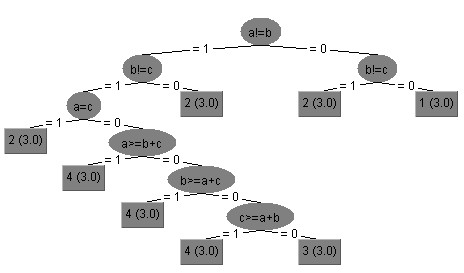 a!=b
= 1 = 0
b!=c b!=c
= 1 = 0 = 1 = 0
a=c 2 (3.0) 2 (3.0) 1 (3.0)
= 1 = 0
2 (3.0) a>=b+c
= 1 = 0
4 (3.0) b>=a+c
= 1 = 0
4 (3.0) c>=a+b
= 1 = 0
4 (3.0) 3 (3.0)